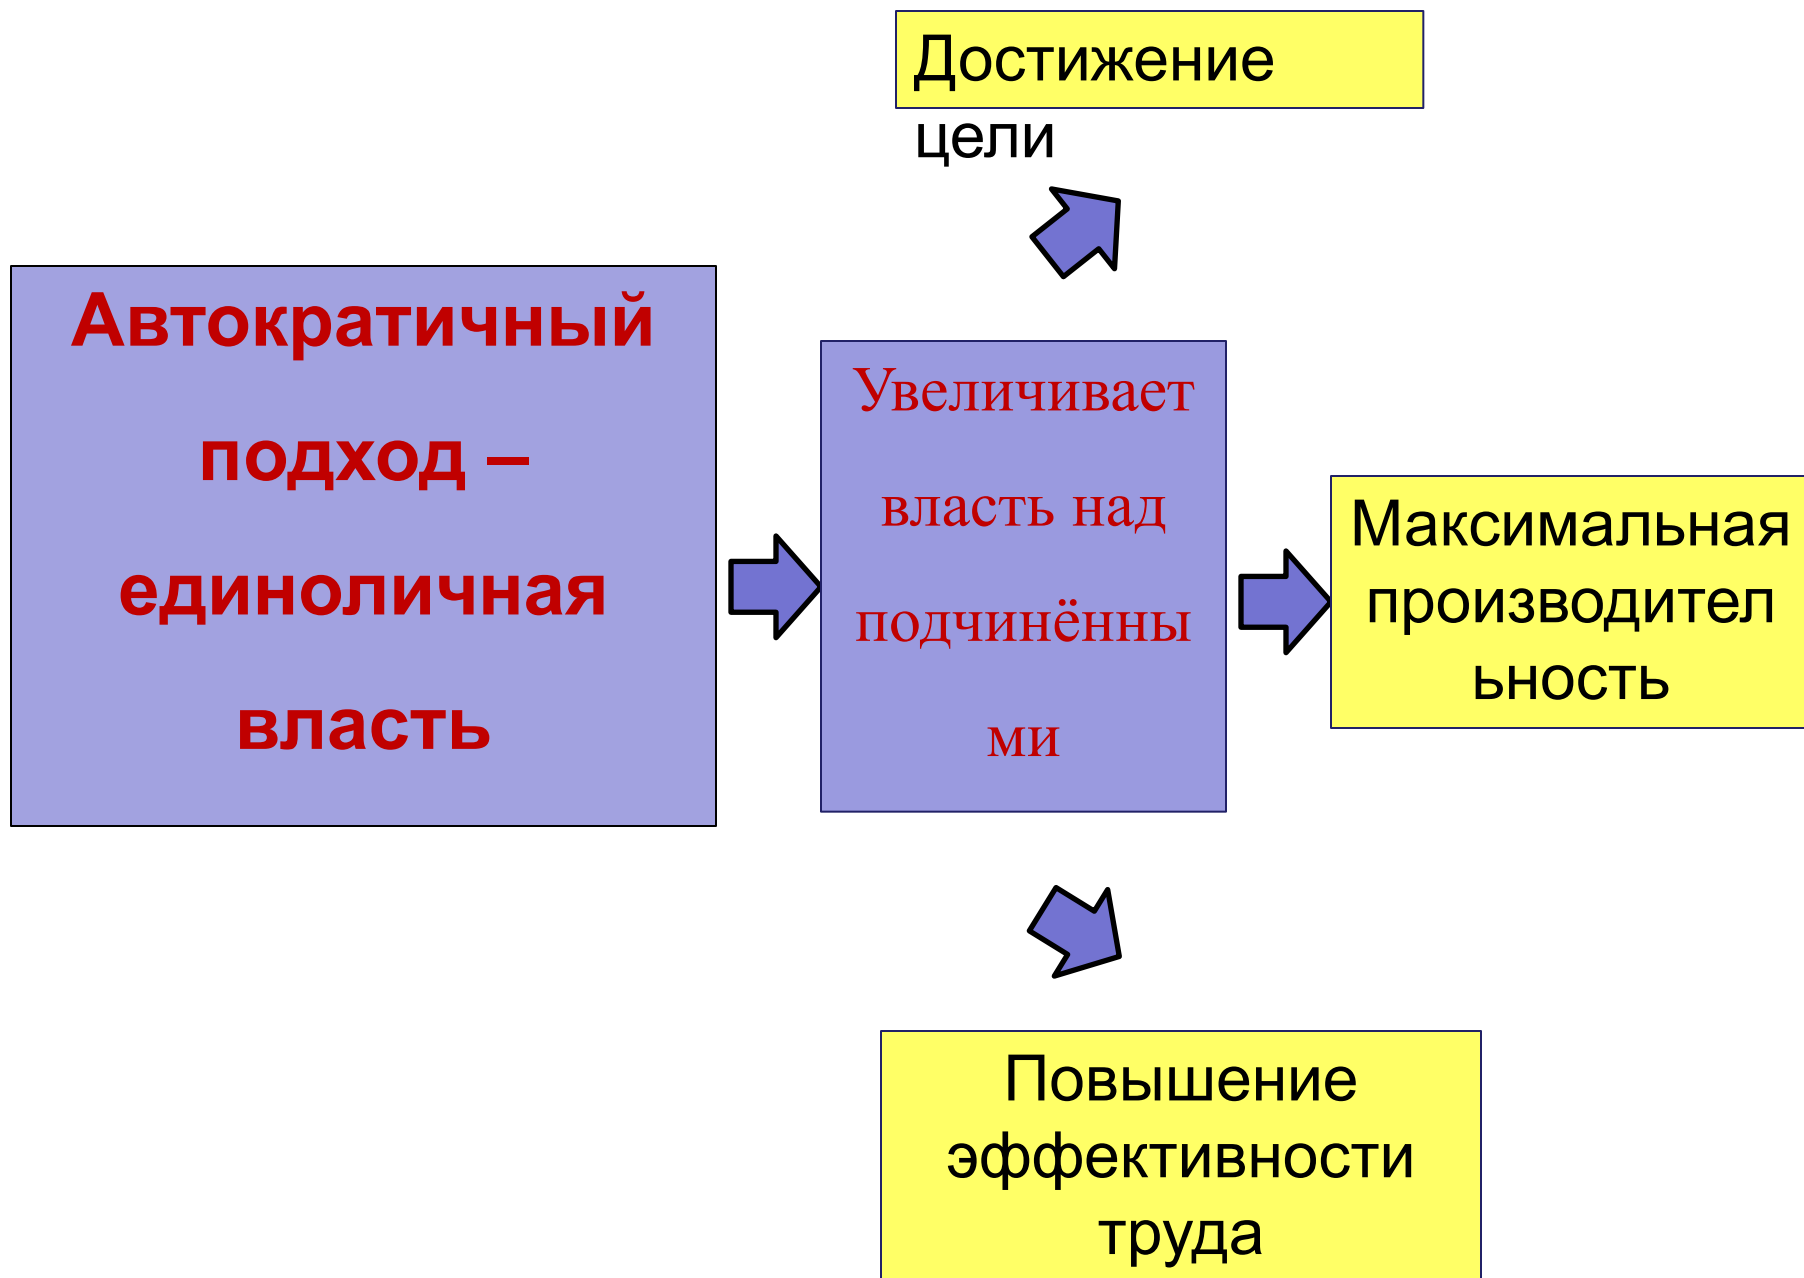 Достижение
цели
Автократичный
подход –
единоличная
власть
Увеличивает
власть над
подчинённы
ми
Максимальная
производител
ьность
Повышение
эффективности
труда